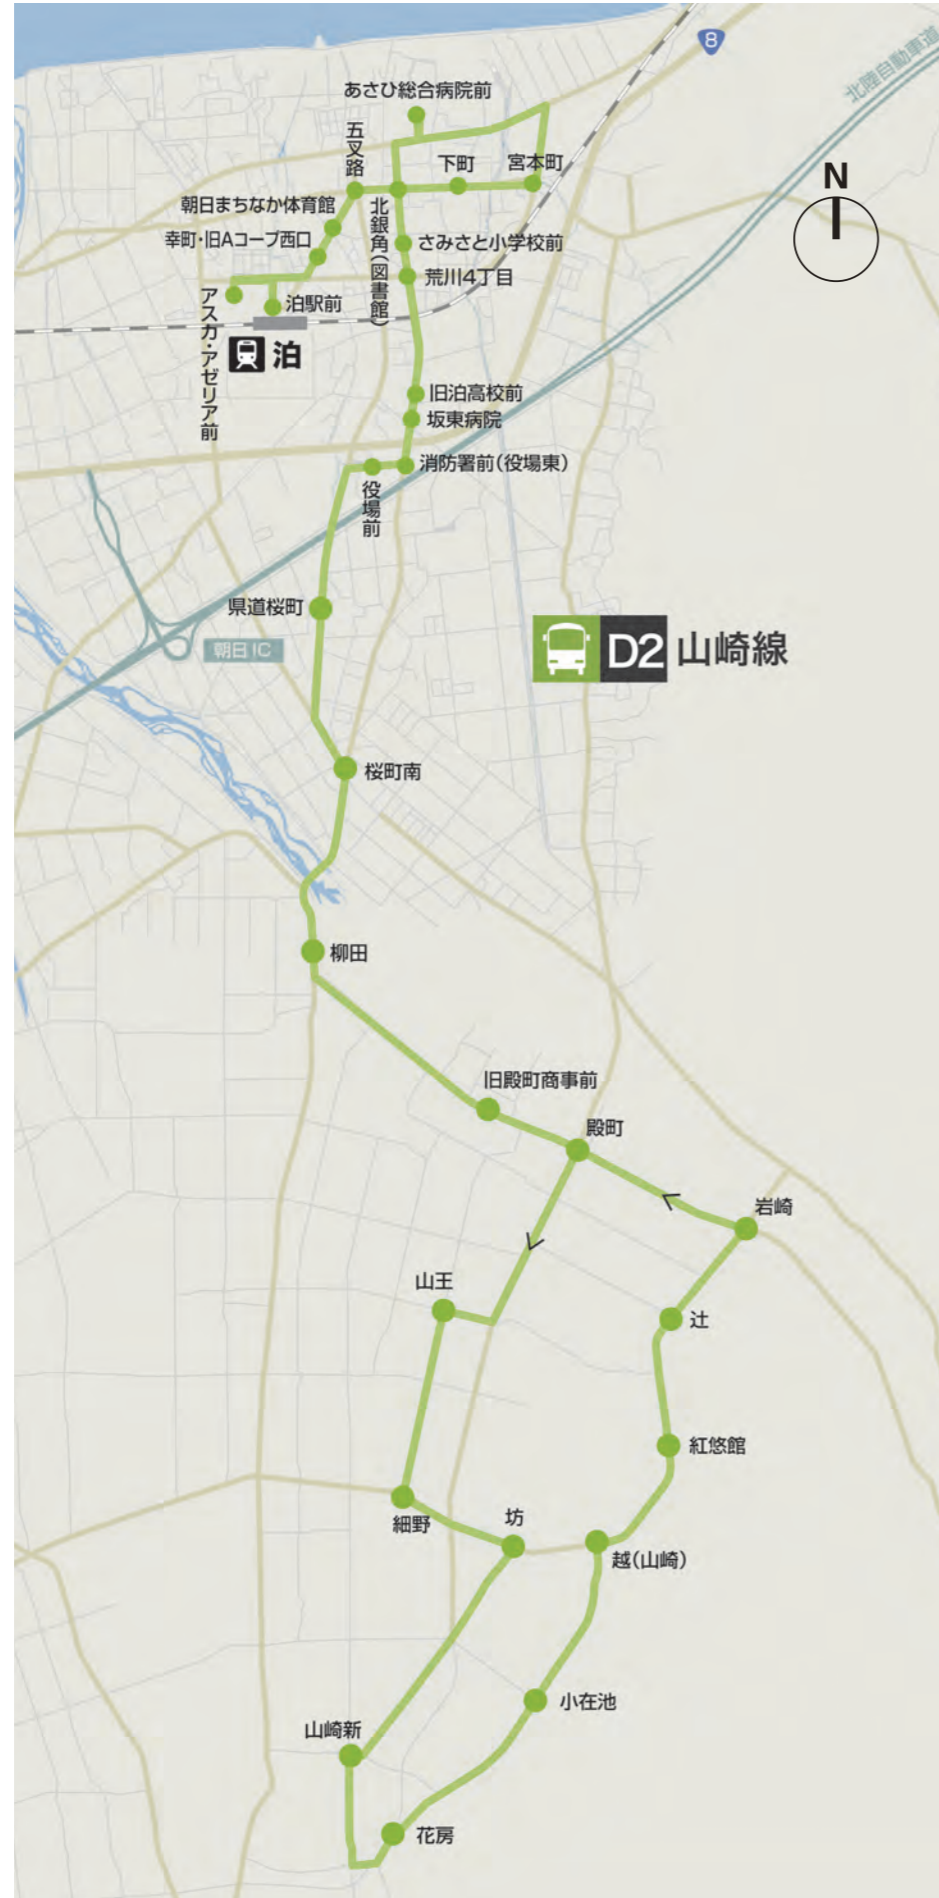 8
北陸自動車道
あさひ総合病院前
五叉路
下町
宮本町
N
朝日まちなか体育館
北銀角(図書館)
さみさと小学校前
幸町・旧Aコープ西口
荒川4丁目
アスカ・アゼリア前
泊駅前
泊
旧泊高校前
坂東病院
消防署前(役場東)
役場前
県道桜町
朝日IC
D2 山崎線
桜町南
柳田
旧殿町商事前
殿町
岩崎
山王
辻
紅悠館
細野
坊
越(山崎)
小在池
山崎新
花房